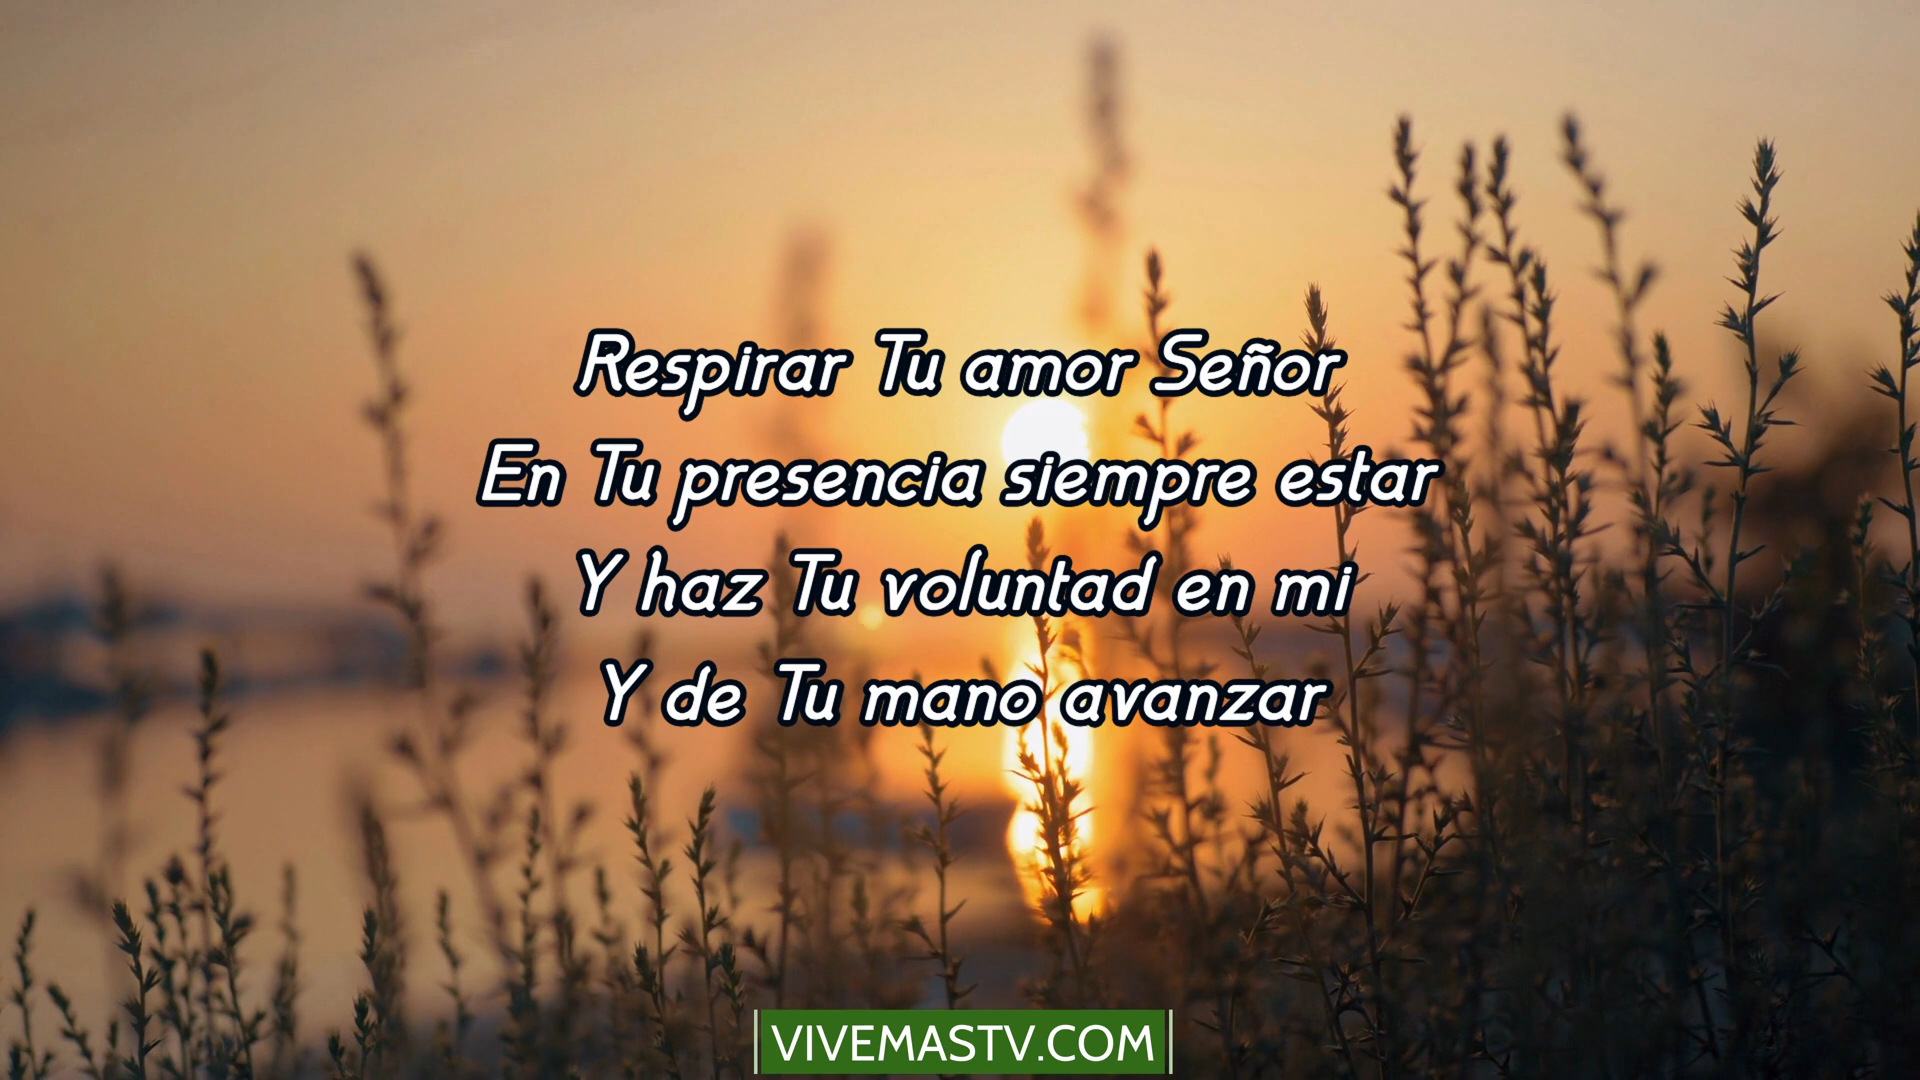 Respirar Tu amor Señor
En Tu presencia siempre estar
Y haz Tu voluntad en mi
Y de Tu mano avanzar
VIVEMASTV.COM